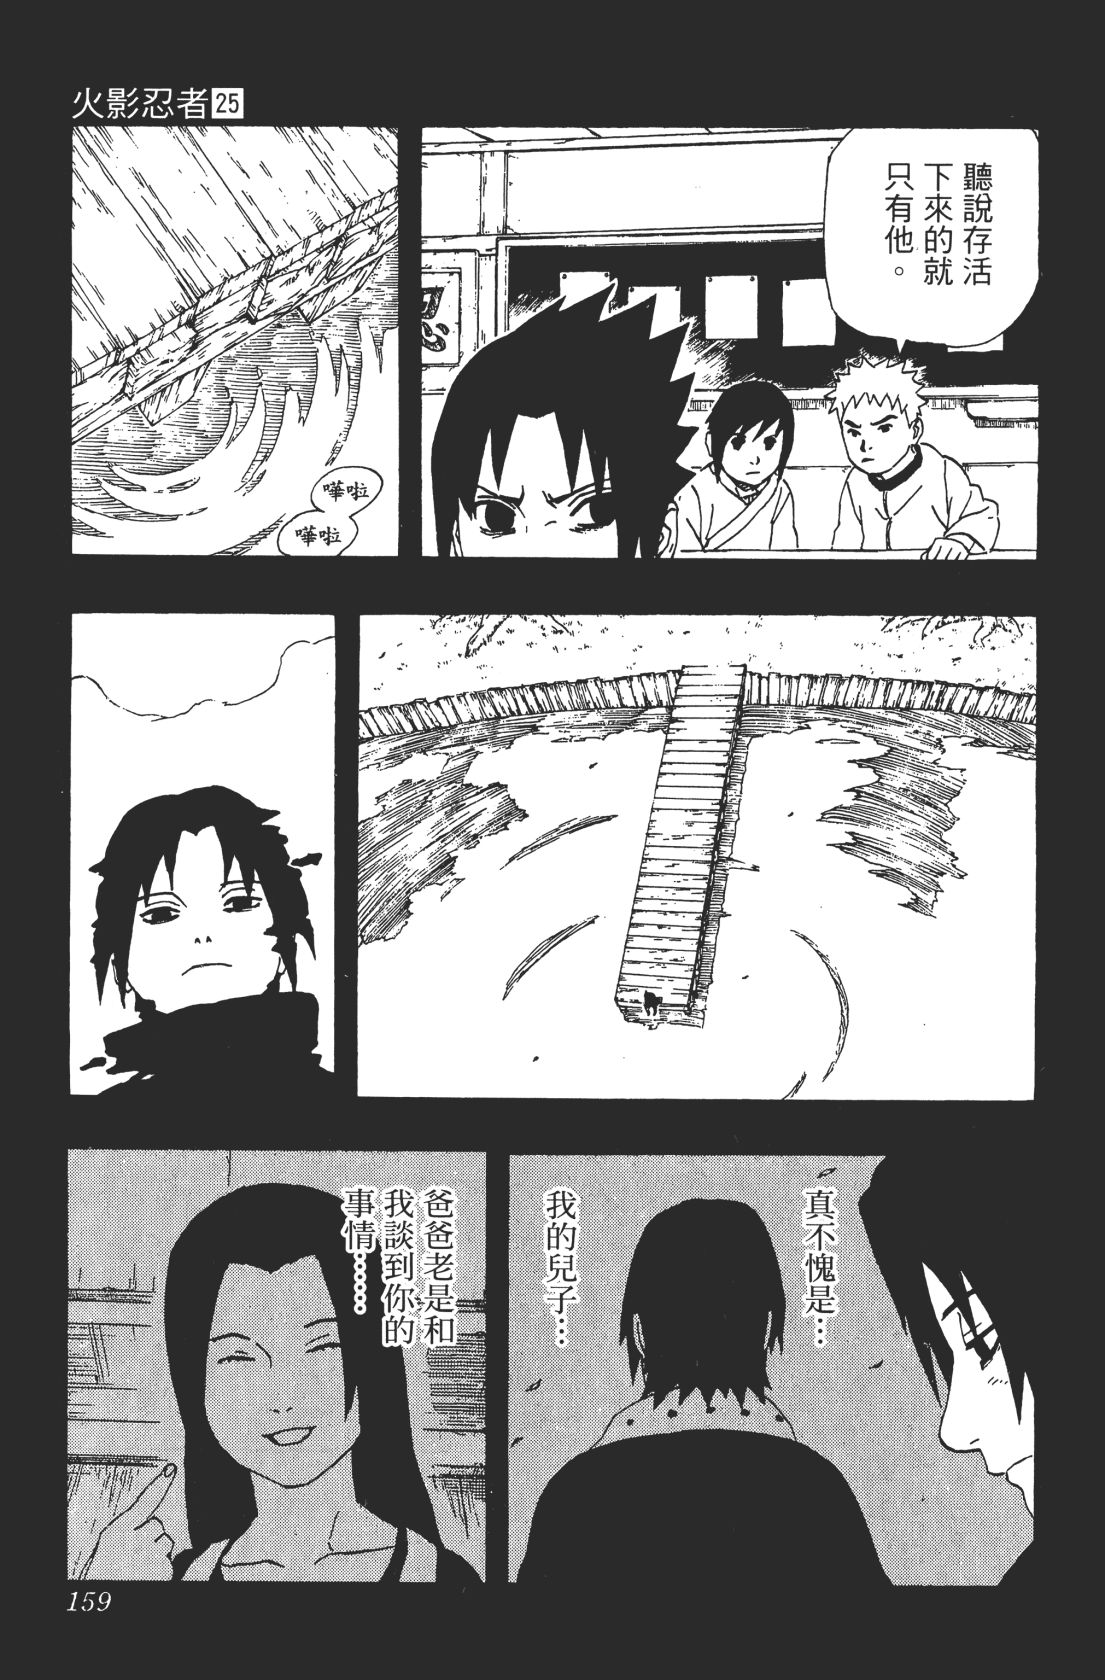 火影忍者25
聽說存活
下來的就
只有他。
忍
嘩啦
嘩啦
真不愧是…
我的兒子…
爸爸老是和
我談到你的
事情……
159